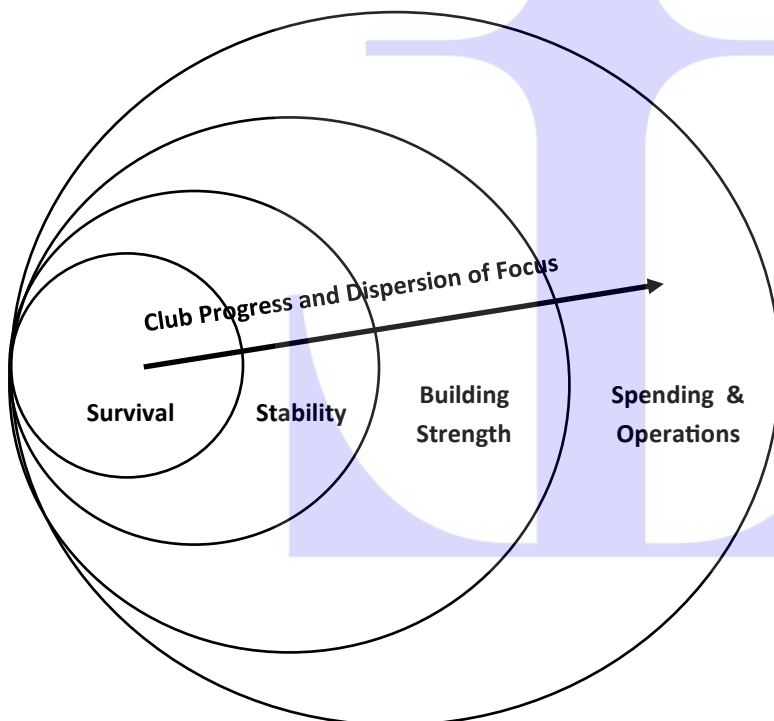 Club Progress and Dispersion of Focus
Survival
Stability
Building
Strength
Spending &
Operations